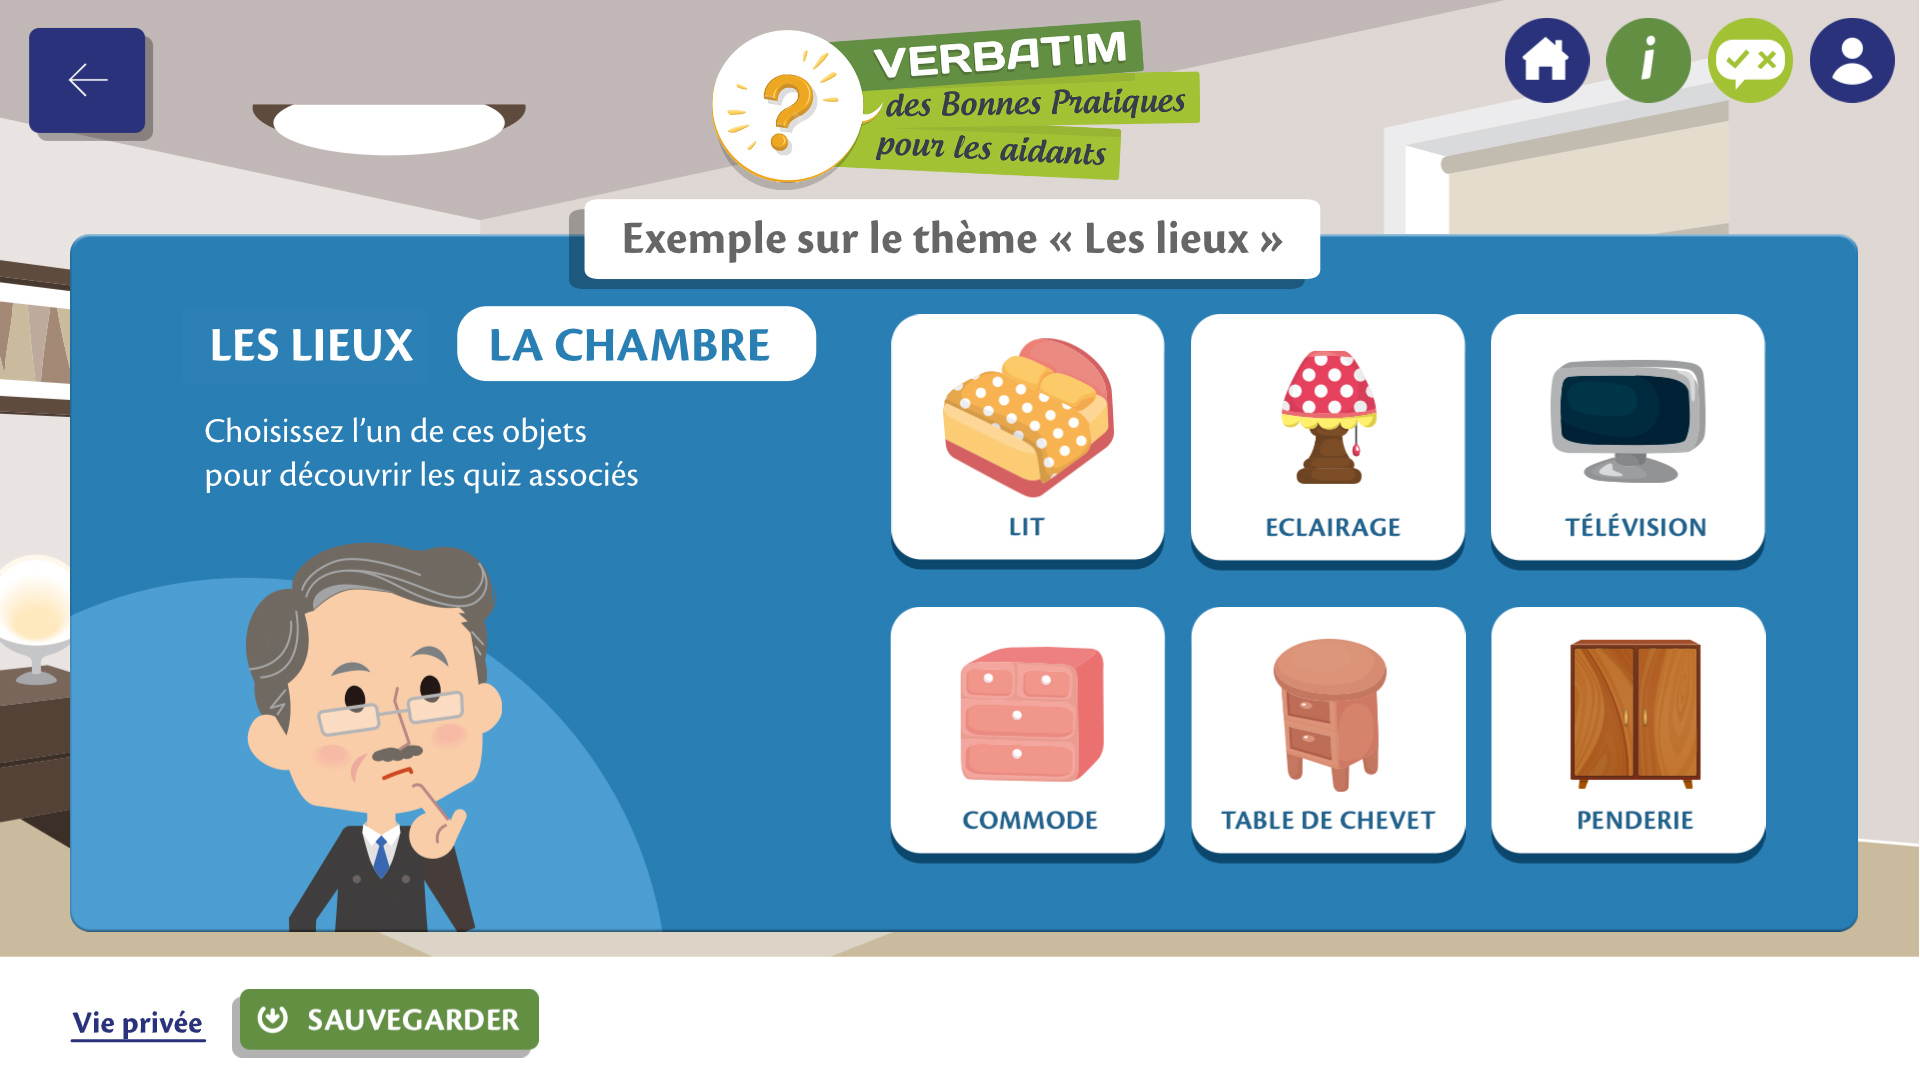 VERBATIM
des Bonnes Pratiques
pour les aidants
Exemple sur le thème « Les lieux »
LES LIEUX
LA CHAMBRE
Choisissez l'un de ces objets
pour découvrir les quiz associés
LIT
ECLAIRAGE
TÉLÉVISION
COMMODE
TABLE DE CHEVET
PENDERIE
Vie privée
SAUVEGARDER